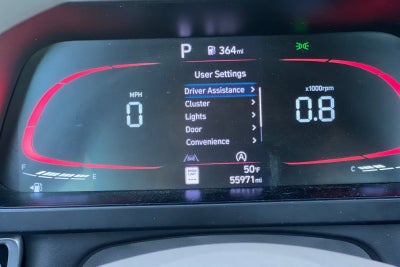 P 364mi
User Settings
MPH
0
Driver Assistance
Cluster
Lights
Door
Convenience
x1000rpm
0.8
F E
C
50°F
55971mi